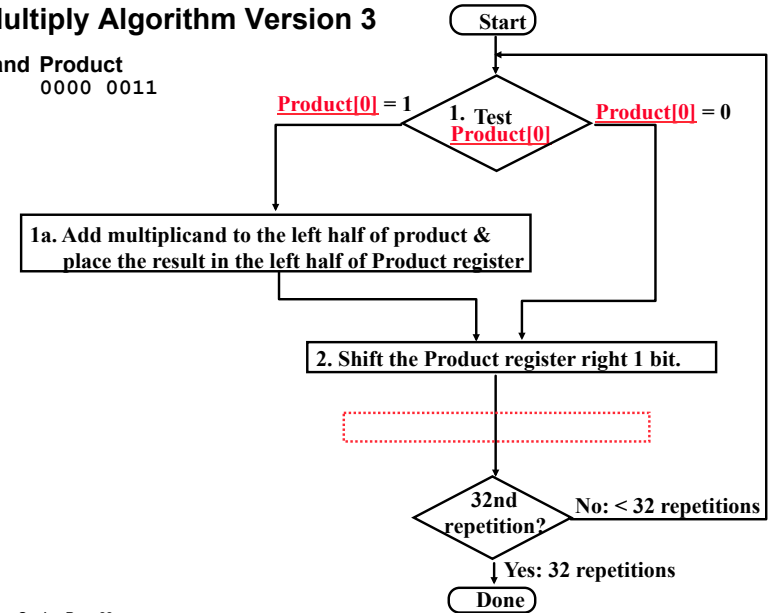 ultiply Algorithm Version 3
Start
and Product
0000 0011
Product[0] = 1
1. Test
Product[0]
Product[0] = 0
1a. Add multiplicand to the left half of product &
place the result in the left half of Product register
2. Shift the Product register right 1 bit.
32nd
repetition?
No: < 32 repetitions
Yes: 32 repetitions
Done